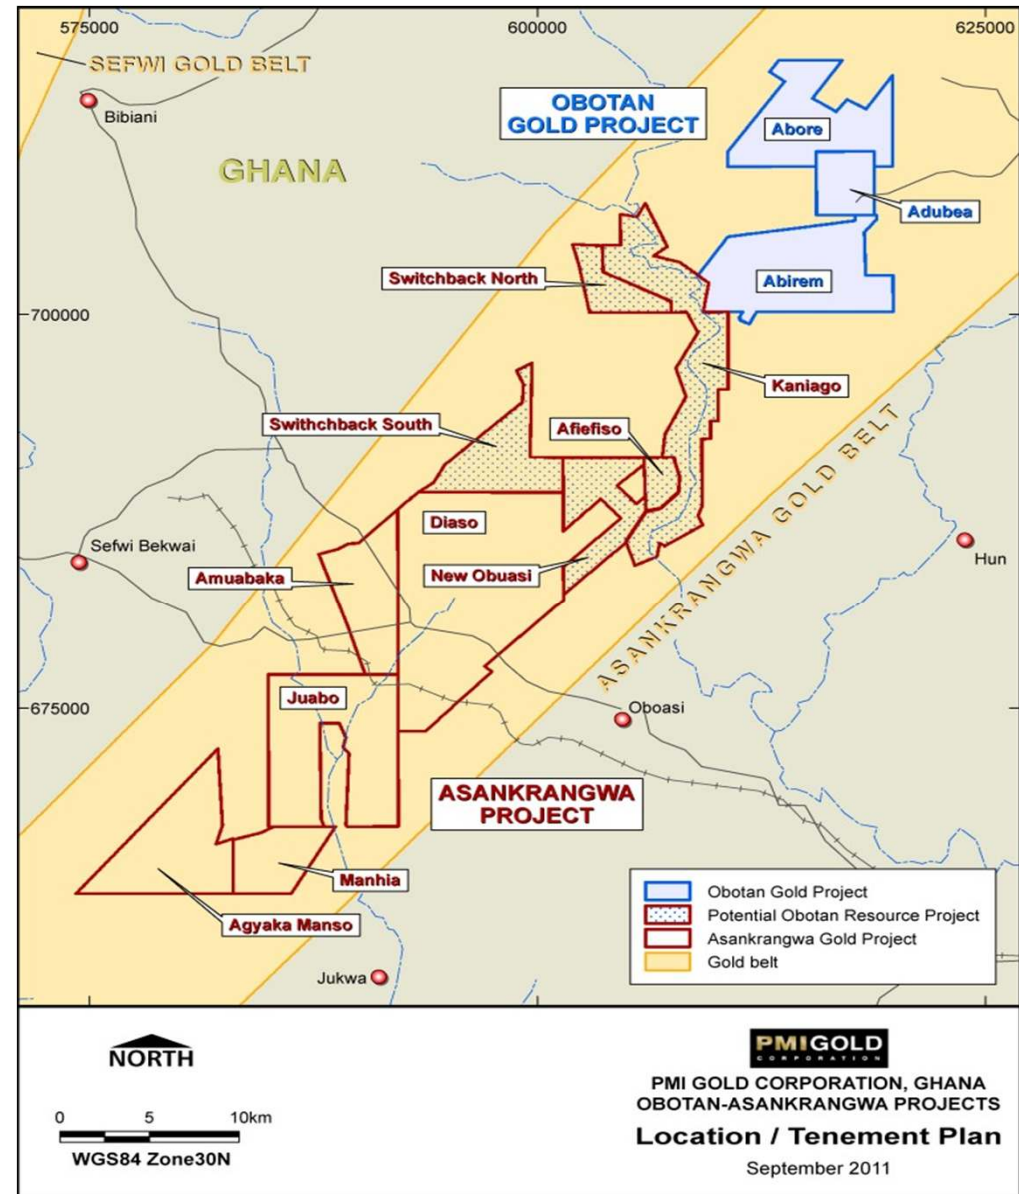 575000
600000
625000
SEFWI GOLD BELT
Bibiani
OBOTAN
GOLD PROJECT
Abore
GHANA
Adubea
Switchback North
Abirem
700000
Kaniago
Swithchback South
Afiefiso
Diaso
Sefwi Bekwai
Amuabaka
New Obuasi
Hun
ASANKRANGWA GOLD BELT
Juabo
675000
Oboasi
ASANKRANGWA
PROJECT
Manhia
Agyaka Manso
Jukwa
Obotan Gold Project
Potential Obotan Resource Project
Asankrangwa Gold Project
Gold belt
NORTH
0 5 10km
WGS84 Zone30N
PMIGOLD
CORPORATION
PMI GOLD CORPORATION, GHANA
OBOTAN-ASANKRANGWA PROJECTS
Location / Tenement Plan
September 2011